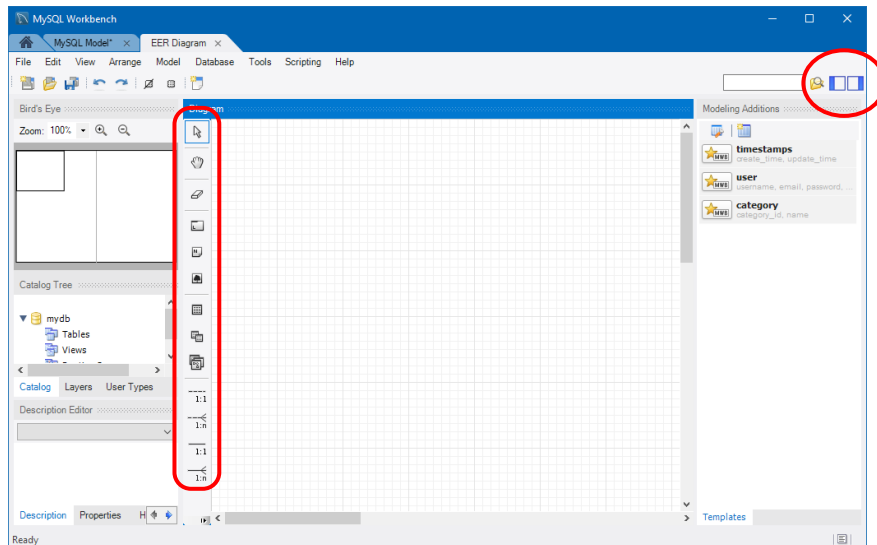 MySQL Workbench
MySQL Model* × EER Diagram ×
File Edit View Arrange Model Database Tools Scripting Help
Bird's Eye
Diagram
Modeling Additions
Zoom: 100%
timestamps
create_time, update_time
user
username, email, password, ...
category
category_id, name
Catalog Tree
mydb
Tables
Views
Catalog Layers User Types
1:1
Description Editor
1:n
1:1
1:n
Description Properties H
Templates
Ready